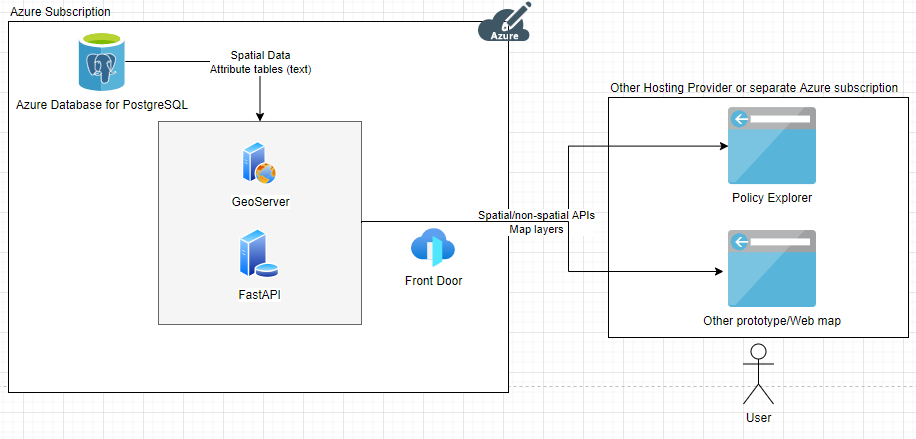 Azure Subscription
Azure
Spatial Data
Attribute tables (text)
Azure Database for PostgreSQL
GeoServer
FastAPI
Front Door
Spatial/non-spatial APIs
Map layers
Other Hosting Provider or separate Azure subscription
Policy Explorer
Other prototype/Web map
User